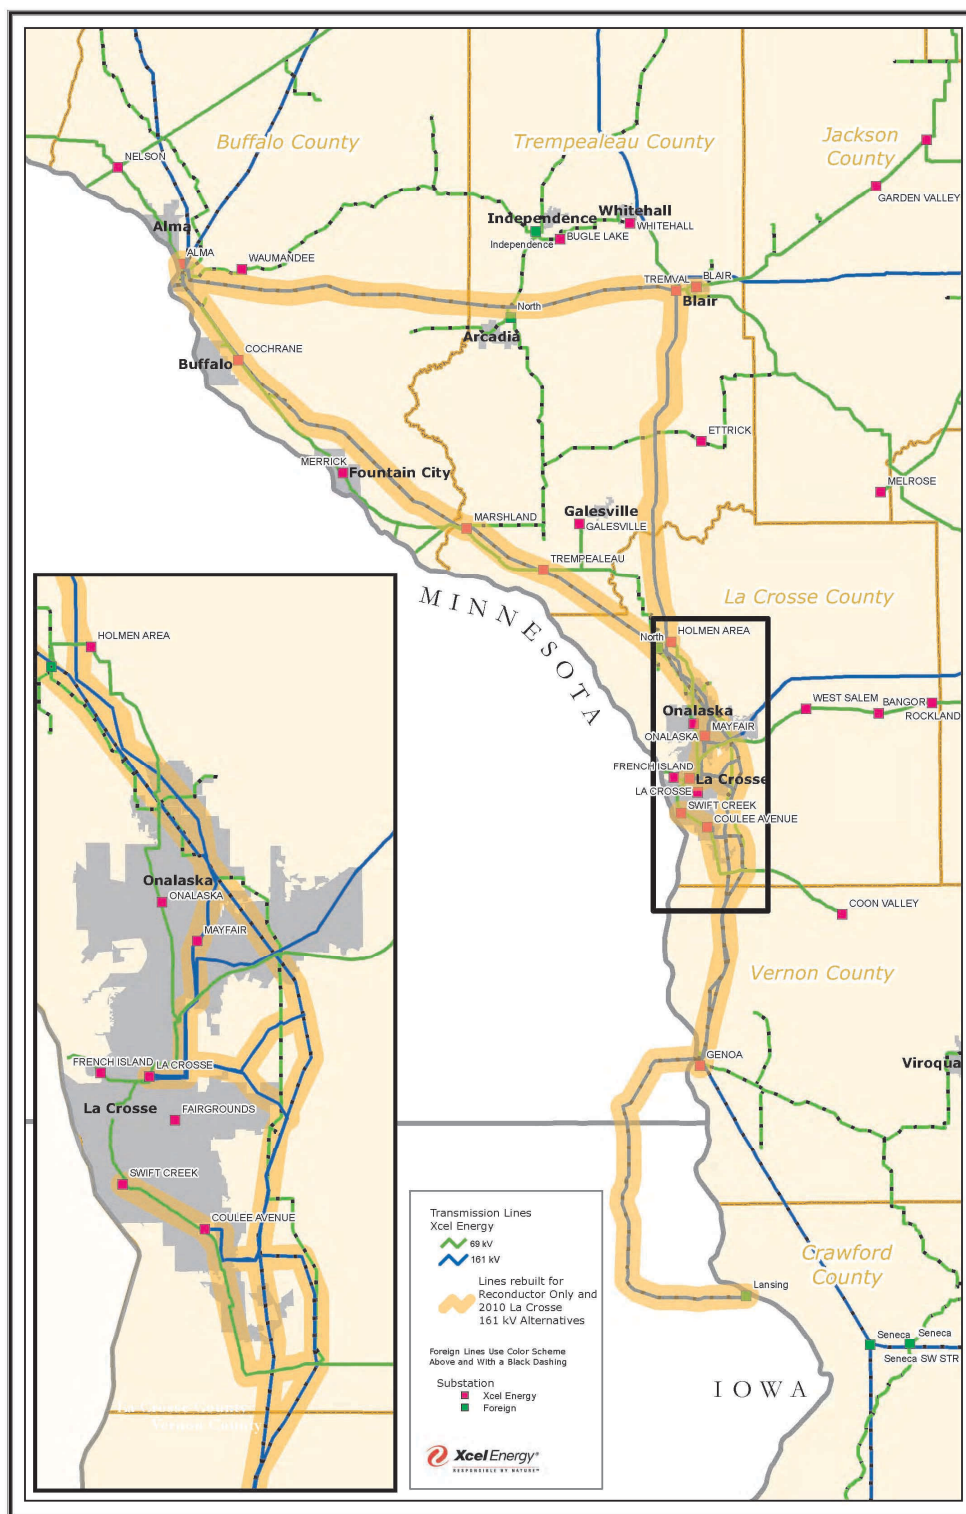 Buffalo County
Trempealeau County
Jackson
County
NELSON
GARDEN VALLEY
Alma
Independence
Whitehall
WHITEHALL
BUGLE LAKE
Independence
ALMA
WAUMANDEE
TREMVAL
BLAIR
Blair
North
Arcadia
COCHRANE
Buffalo
ETTRICK
MERRICK
Fountain City
MELROSE
MARSHLAND
Galesville
GALESVILLE
TREMPEALEAU
MINNESOTA
La Crosse County
North
HOLMEN AREA
WEST SALEM
BANGOR
ROCKLAND
Onalaska
MAYFAIR
ONALASKA
FRENCH ISLAND
La Crosse
LA CROSSE
SWIFT CREEK
COULEE AVENUE
COON VALLEY
Vernon County
GENOA
Viroqua
Crawford
County
Lansing
Seneca
Seneca
Seneca SW STR
IOWA
HOLMEN AREA
Onalaska
ONALASKA
MAYFAIR
FRENCH ISLAND
LA CROSSE
La Crosse
FAIRGROUNDS
SWIFT CREEK
COULEE AVENUE
Vernon County
Transmission Lines
Xcel Energy
69 kV
161 kV
Lines rebuilt for
Reconductor Only and
2010 La Crosse
161 kV Alternatives
Foreign Lines Use Color Scheme
Above and With a Black Dashing
Substation
Xcel Energy
Foreign
Xcel Energy®
RESPONSIBLE BY NATURE™